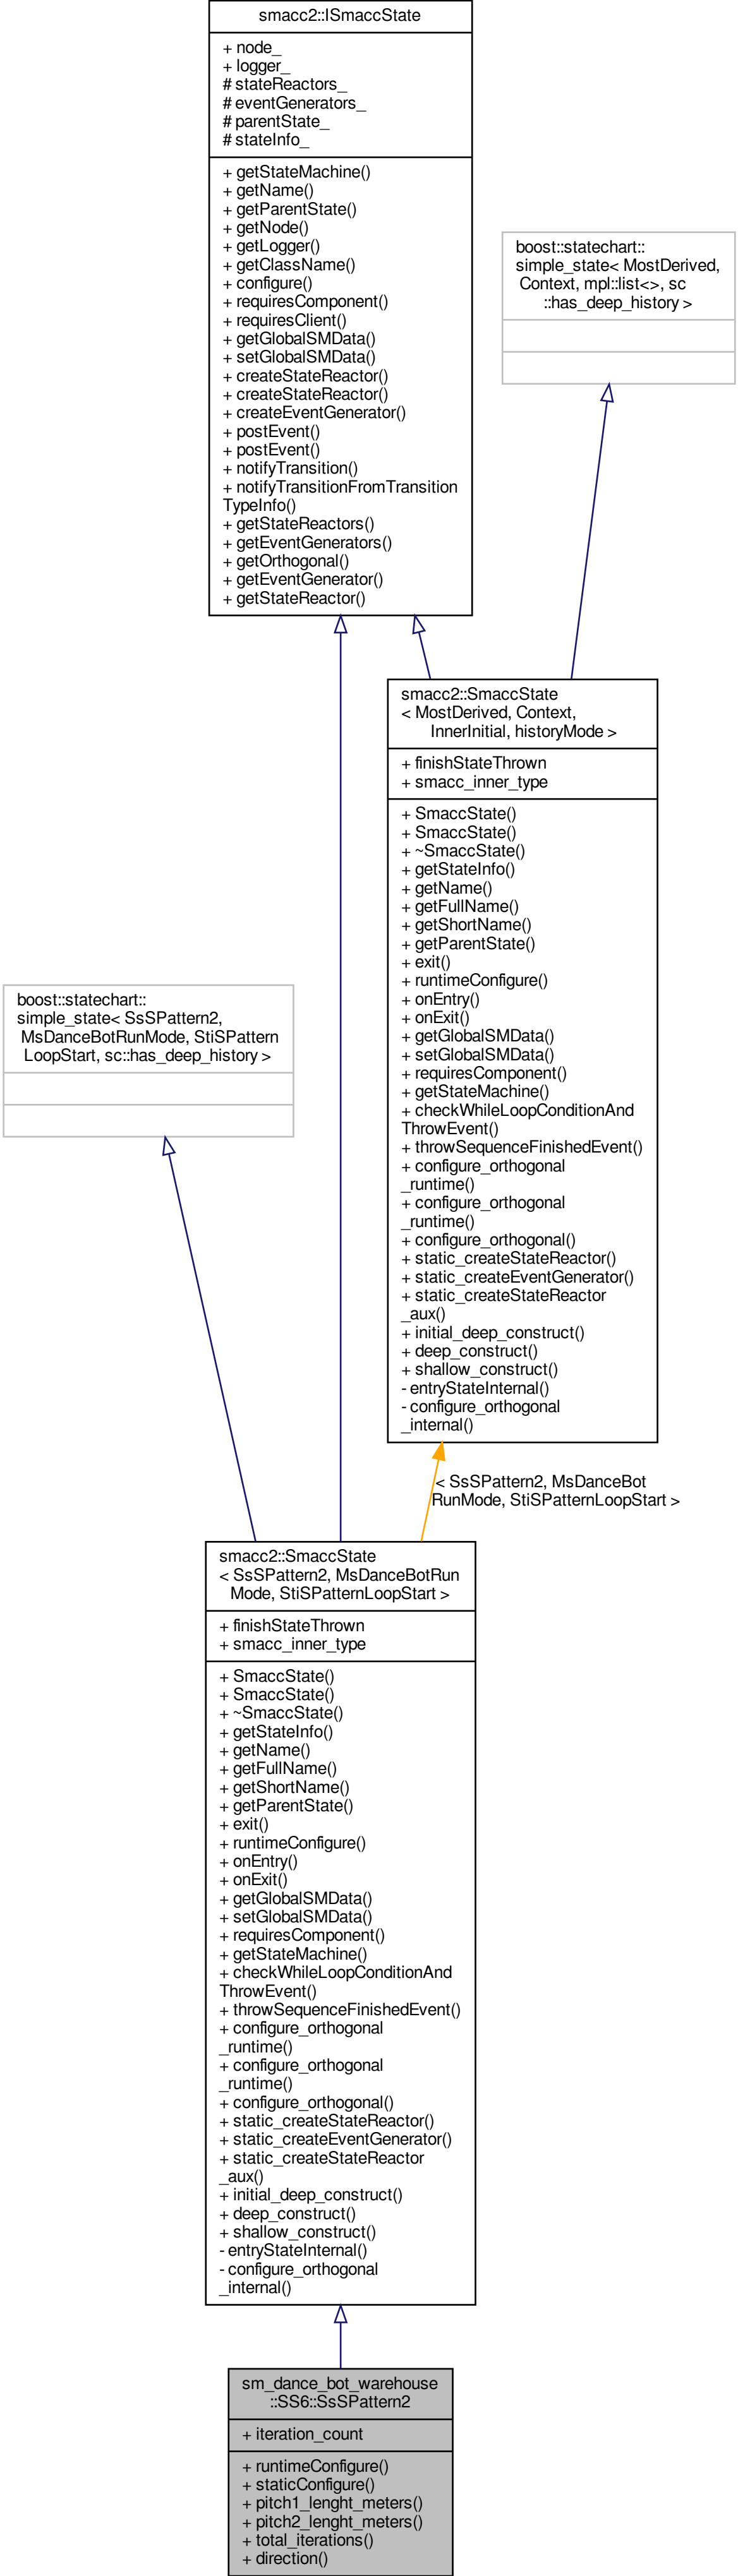 smacc2::ISmaccState
+ node_
+ logger_
# stateReactors_
# eventGenerators_
# parentState_
# stateInfo_
+ getStateMachine()
+ getName()
+ getParentState()
+ getNode()
+ getLogger()
+ getClassName()
+ configure()
+ requiresComponent()
+ requiresClient()
+ getGlobalSMData()
+ setGlobalSMData()
+ createStateReactor()
+ createStateReactor()
+ createEventGenerator()
+ postEvent()
+ postEvent()
+ notifyTransition()
+ notifyTransitionFromTransition
TypeInfo()
+ getStateReactors()
+ getEventGenerators()
+ getOrthogonal()
+ getEventGenerator()
+ getStateReactor()
boost::statechart::
simple_state< MostDerived,
Context, mpl::list<>, sc
::has_deep_history >
smacc2::SmaccState
< MostDerived, Context,
InnerInitial, historyMode >
+ finishStateThrown
+ smacc_inner_type
+ SmaccState()
+ SmaccState()
+ ~SmaccState()
+ getStateInfo()
+ getName()
+ getFullName()
+ getShortName()
+ getParentState()
+ exit()
+ runtimeConfigure()
+ onEntry()
+ onExit()
+ getGlobalSMData()
+ setGlobalSMData()
+ requiresComponent()
+ getStateMachine()
+ checkWhileLoopConditionAnd
ThrowEvent()
+ throwSequenceFinishedEvent()
+ configure_orthogonal
_runtime()
+ configure_orthogonal
_runtime()
+ configure_orthogonal()
+ static_createStateReactor()
+ static_createEventGenerator()
+ static_createStateReactor
_aux()
+ initial_deep_construct()
+ deep_construct()
+ shallow_construct()
- entryStateInternal()
- configure_orthogonal
_internal()
boost::statechart::
simple_state< SsSPattern2,
MsDanceBotRunMode, StiSPattern
LoopStart, sc::has_deep_history >
< SsSPattern2, MsDanceBot
RunMode, StiSPatternLoopStart >
smacc2::SmaccState
< SsSPattern2, MsDanceBotRun
Mode, StiSPatternLoopStart >
+ finishStateThrown
+ smacc_inner_type
+ SmaccState()
+ SmaccState()
+ ~SmaccState()
+ getStateInfo()
+ getName()
+ getFullName()
+ getShortName()
+ getParentState()
+ exit()
+ runtimeConfigure()
+ onEntry()
+ onExit()
+ getGlobalSMData()
+ setGlobalSMData()
+ requiresComponent()
+ getStateMachine()
+ checkWhileLoopConditionAnd
ThrowEvent()
+ throwSequenceFinishedEvent()
+ configure_orthogonal
_runtime()
+ configure_orthogonal
_runtime()
+ configure_orthogonal()
+ static_createStateReactor()
+ static_createEventGenerator()
+ static_createStateReactor
_aux()
+ initial_deep_construct()
+ deep_construct()
+ shallow_construct()
- entryStateInternal()
- configure_orthogonal
_internal()
sm_dance_bot_warehouse
::SS6::SsSPattern2
+ iteration_count
+ runtimeConfigure()
+ staticConfigure()
+ pitch1_lenght_meters()
+ pitch2_lenght_meters()
+ total_iterations()
+ direction()